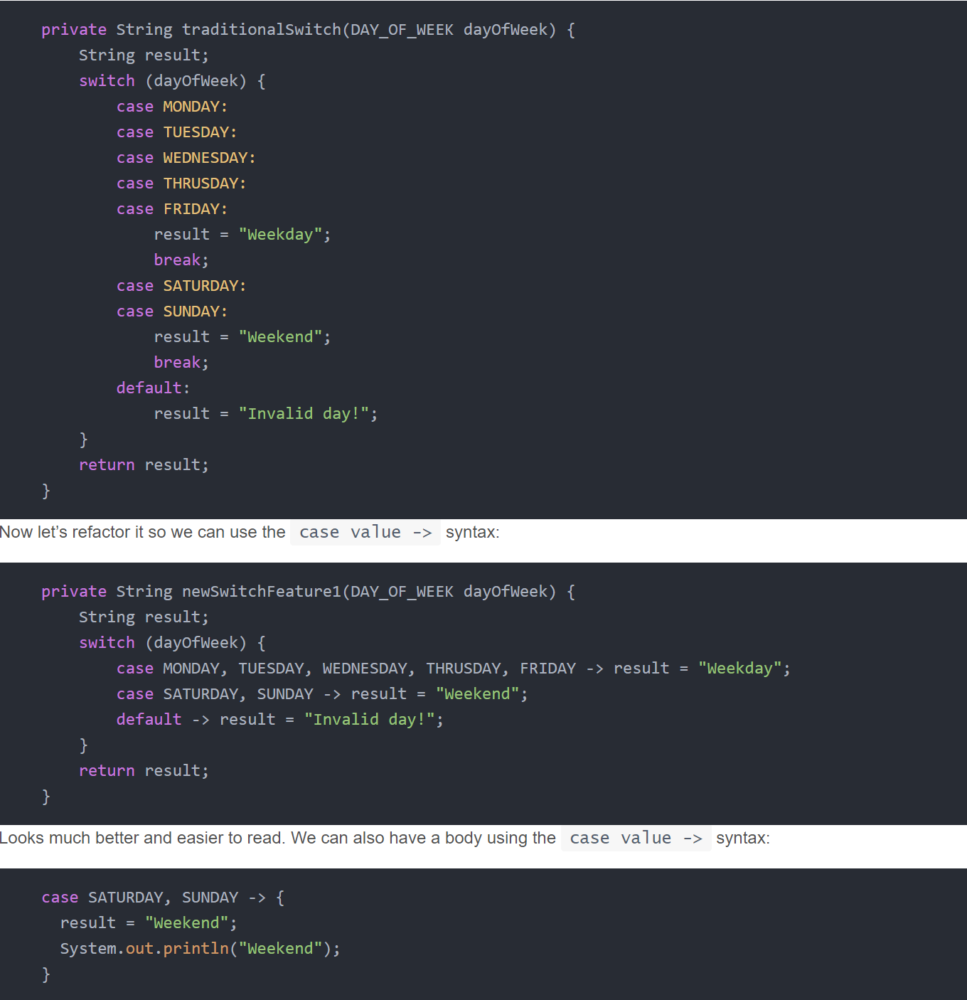 private String traditionalSwitch(DAY_OF_WEEK dayOfWeek) {
    String result;
    switch (dayOfWeek) {
        case MONDAY:
        case TUESDAY:
        case WEDNESDAY:
        case THRUSDAY:
        case FRIDAY:
            result = "Weekday";
            break;
        case SATURDAY:
        case SUNDAY:
            result = "Weekend";
            break;
        default:
            result = "Invalid day!";
    }
    return result;
}
Now let’s refactor it so we can use the case value -> syntax:
private String newSwitchFeature1(DAY_OF_WEEK dayOfWeek) {
    String result;
    switch (dayOfWeek) {
        case MONDAY, TUESDAY, WEDNESDAY, THRUSDAY, FRIDAY -> result = "Weekday";
        case SATURDAY, SUNDAY -> result = "Weekend";
        default -> result = "Invalid day!";
    }
    return result;
}
Looks much better and easier to read. We can also have a body using the case value -> syntax:
case SATURDAY, SUNDAY -> {
  result = "Weekend";
  System.out.println("Weekend");
}